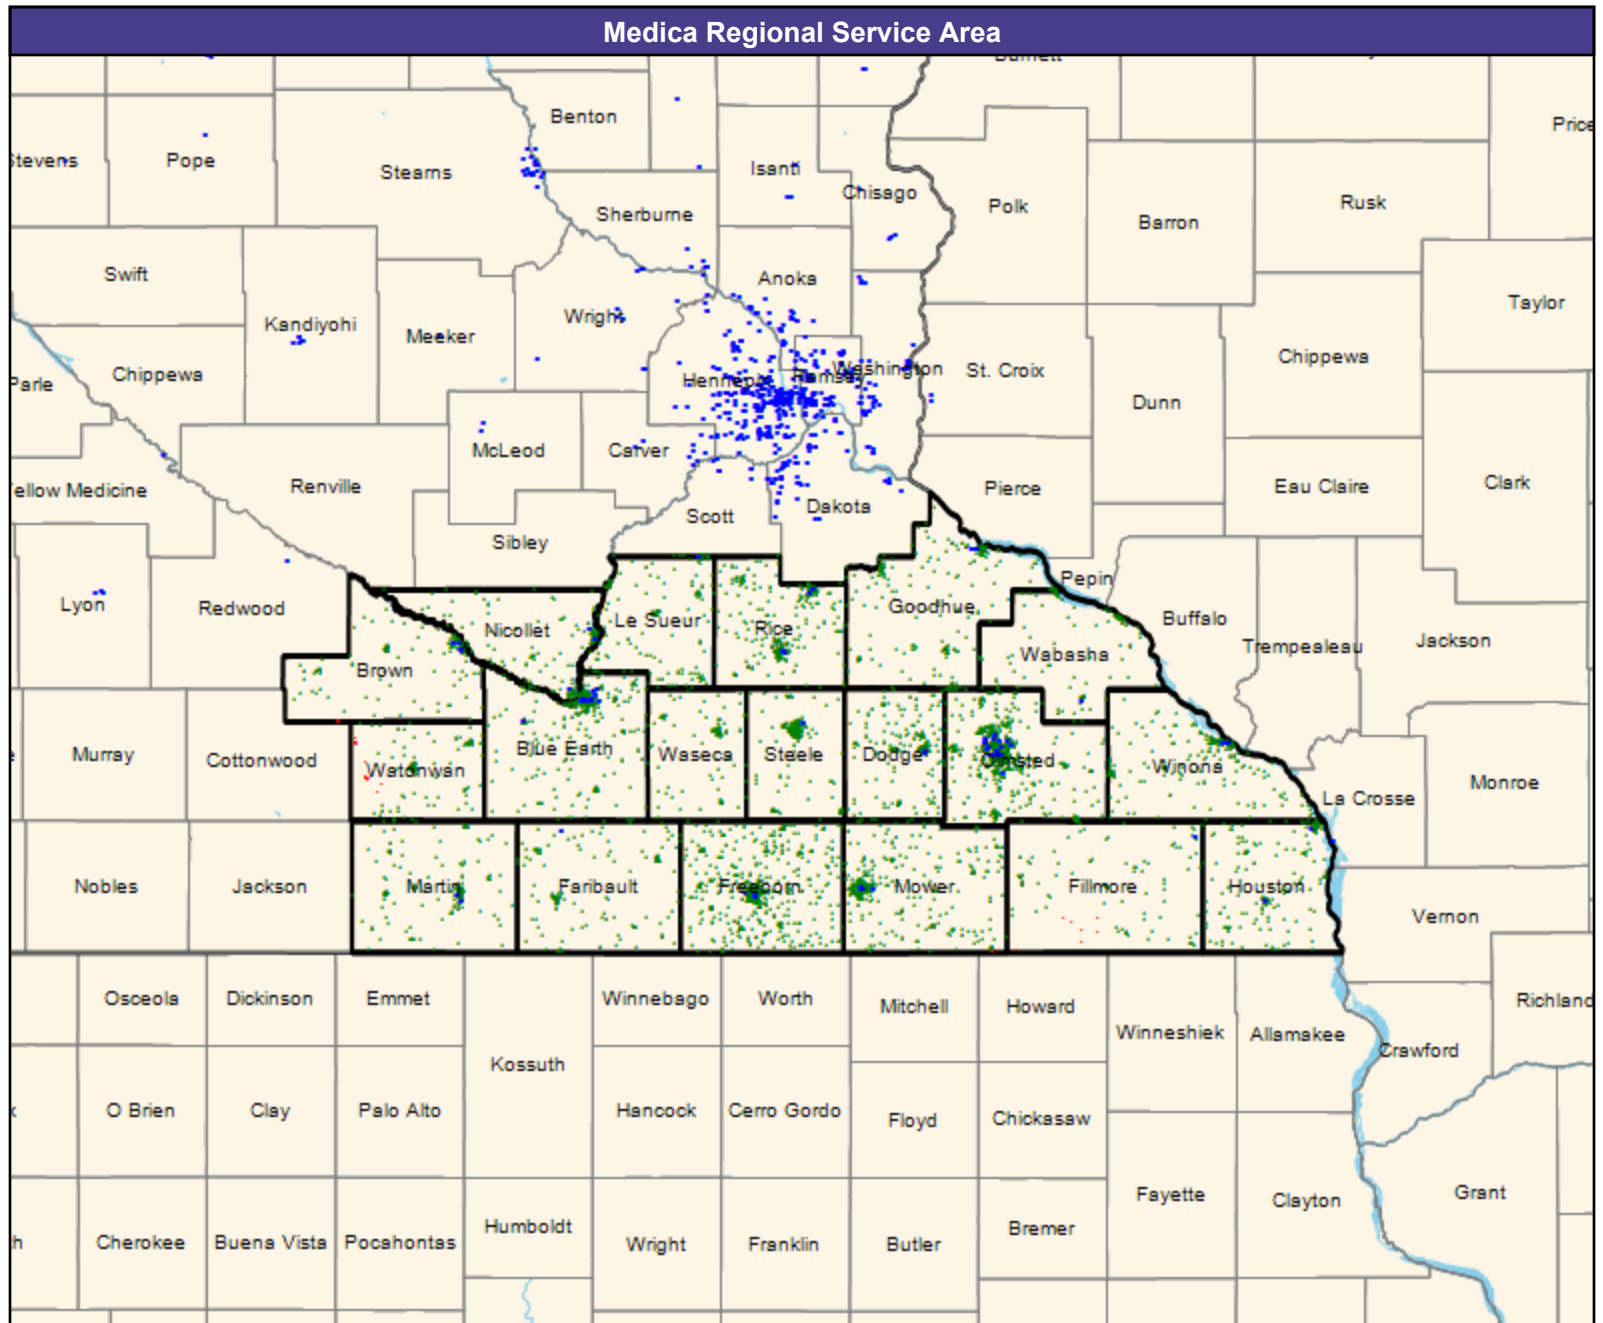 Medica Regional Service Area
Benton
Price
Stevens
Pope
Stearns
Isanti
Chisago
Polk
Barron
Rusk
Sherburne
Swift
Anoka
Taylor
Kandiyohi
Wright
Meeker
Chippewa
Parle
Hennepin
Ramsey
Washington
St. Croix
Chippewa
Dunn
McLeod
Carver
Renville
ellow Medicine
Pierce
Eau Claire
Clark
Scott
Dakota
Sibley
Pepin
Lyon
Redwood
Nicollet
Le Sueur
Rice
Goodhue
Buffalo
Trempealeau
Jackson
Brown
Wabasha
Murray
Cottonwood
Watonwan
Blue Earth
Waseca
Steele
Dodge
Olmsted
Winona
La Crosse
Monroe
Nobles
Jackson
Martin
Faribault
Freeborn
Mower
Fillmore
Houston
Vernon
Osceola
Dickinson
Emmet
Winnebago
Worth
Mitchell
Howard
Richland
Winneshiek
Allamakee
Crawford
Kossuth
O Brien
Clay
Palo Alto
Hancock
Cerro Gordo
Floyd
Chickasaw
Fayette
Clayton
Grant
Cherokee
Buena Vista
Pocahontas
Humboldt
Wright
Franklin
Butler
Bremer